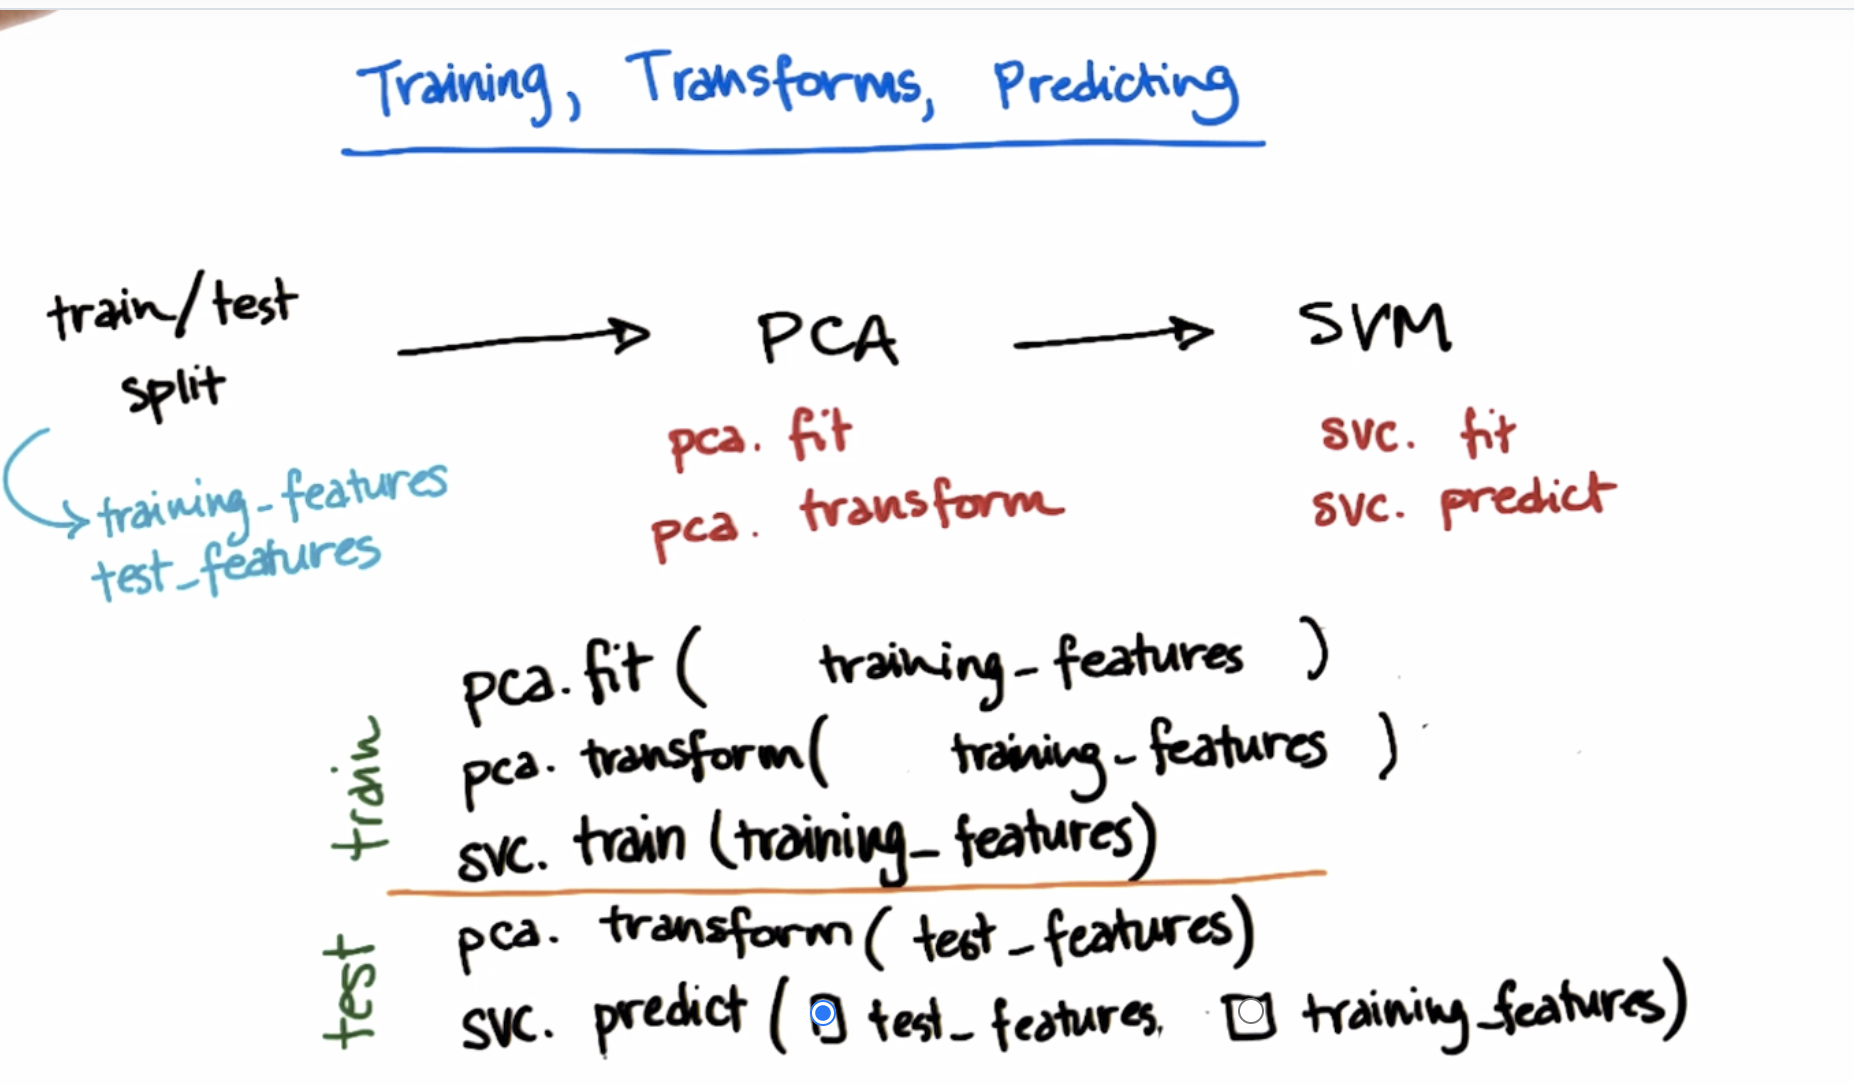 Training, Transforms, Predicting
train/test split
PCA
SVM
training_features
test_features
pca. fit
pca. transform
svc. fit
svc. predict
train
pca. fit ( training_features )
pca. transform( training_features )
svc. train (training_features)
test
pca. transform( test_features)
svc. predict ( test_features, training_features)